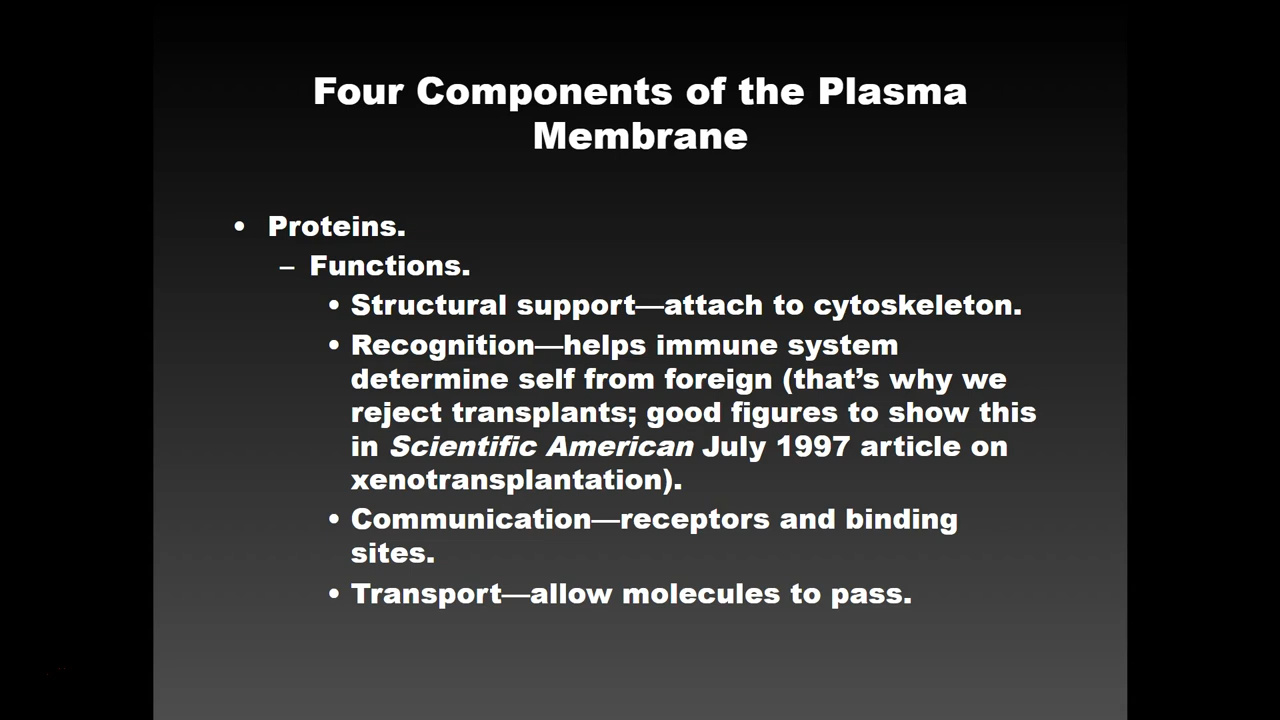 Four Components of the Plasma
Membrane
• Proteins.
– Functions.
• Structural support—attach to cytoskeleton.
• Recognition—helps immune system
determine self from foreign (that’s why we
reject transplants; good figures to show this
in Scientific American July 1997 article on
xenotransplantation).
• Communication—receptors and binding
sites.
• Transport—allow molecules to pass.